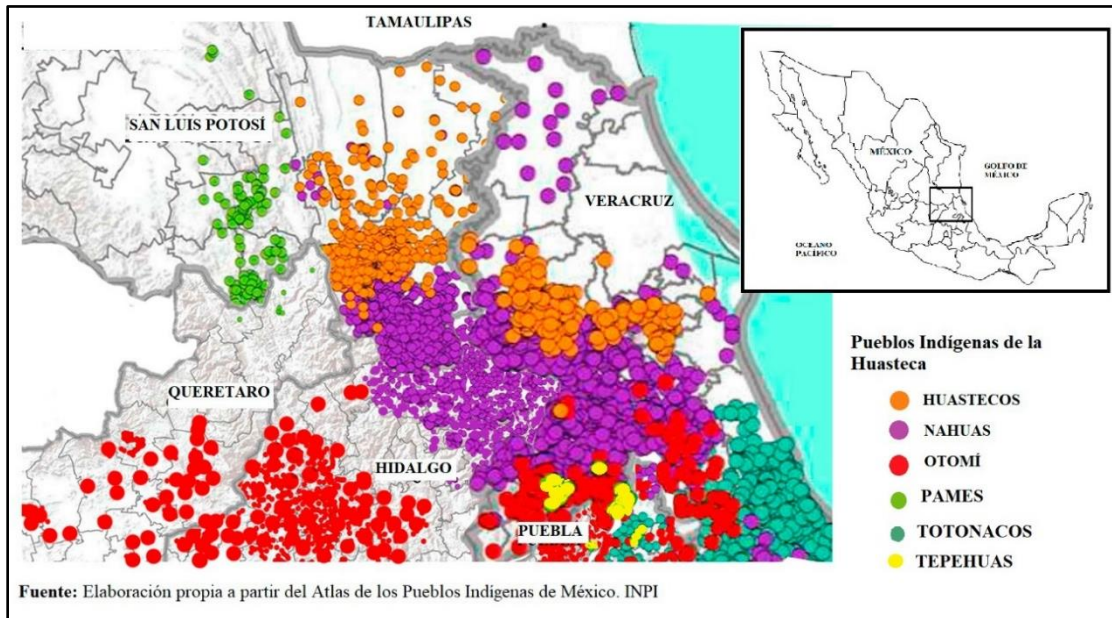 TAMAULIPAS
SAN LUIS POTOSÍ
VERACRUZ
QUERETARO
HIDALGO
PUEBLA
MÉXICO
GOLFO DE
MÉXICO
OCEANO
PACÍFICO
Pueblos Indígenas de la
Huasteca
HUASTECOS
NAHUAS
OTOMÍ
PAMES
TOTONACOS
TEPEHUAS
Fuente: Elaboración propia a partir del Atlas de los Pueblos Indígenas de México. INPI